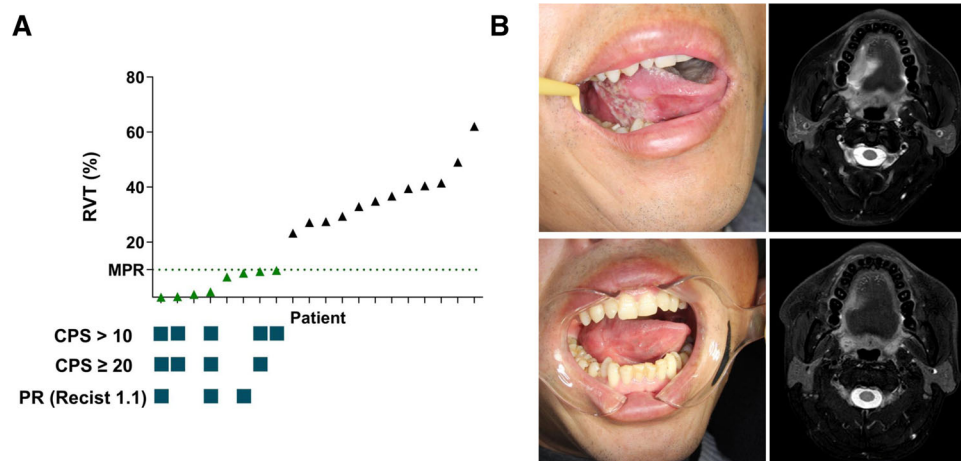 A
B
80
60
RVT (%)
40
20
MPR
Patient
CPS > 10
CPS ≥ 20
PR (Recist 1.1)